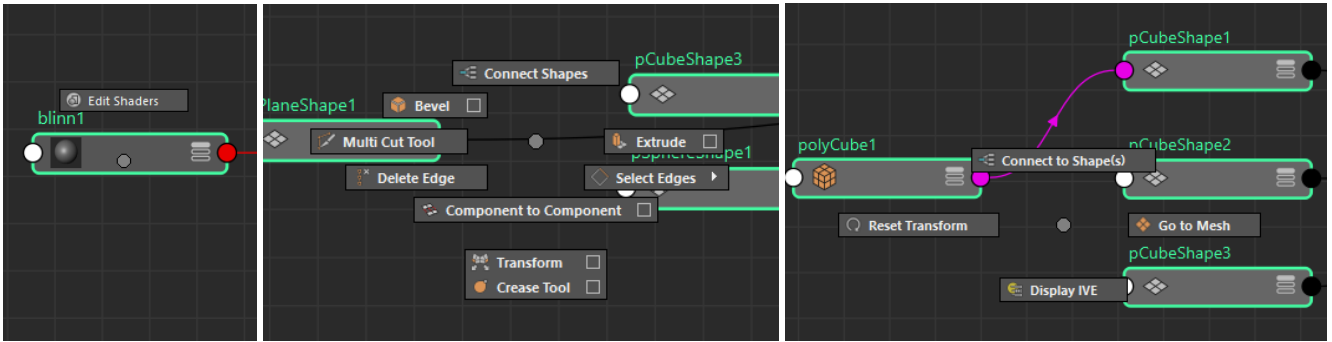 Edit Shaders
blinn1
Connect Shapes
pCubeShape3
PlaneShape1
Bevel
Multi Cut Tool
Extrude
pSphereShape1
Delete Edge
Select Edges
Component to Component
Transform
Crease Tool
pCubeShape1
polyCube1
pCubeShape2
Connect to Shape(s)
Reset Transform
Go to Mesh
pCubeShape3
Display IVE